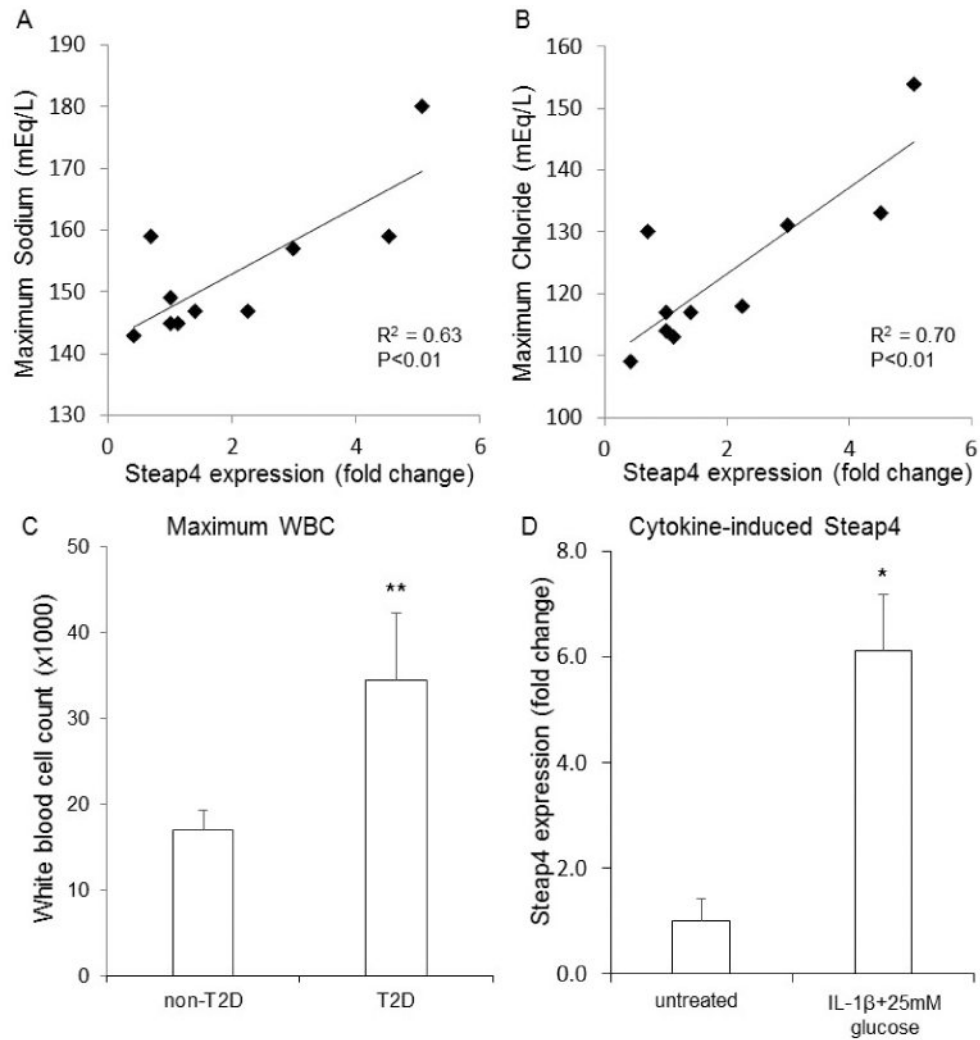 A
190
180
170
160
150
140
130
0
2
4
6
Maximum Sodium (mEq/L)
Steap4 expression (fold change)
R² = 0.63
P<0.01
B
160
150
140
130
120
110
100
0
2
4
6
Maximum Chloride (mEq/L)
Steap4 expression (fold change)
R² = 0.70
P<0.01
C
Maximum WBC
50
40
30
20
10
0
White blood cell count (x1000)
**
non-T2D
T2D
D
Cytokine-induced Steap4
8.0
6.0
4.0
2.0
0.0
Steap4 expression (fold change)
*
untreated
IL-1β+25mM
glucose